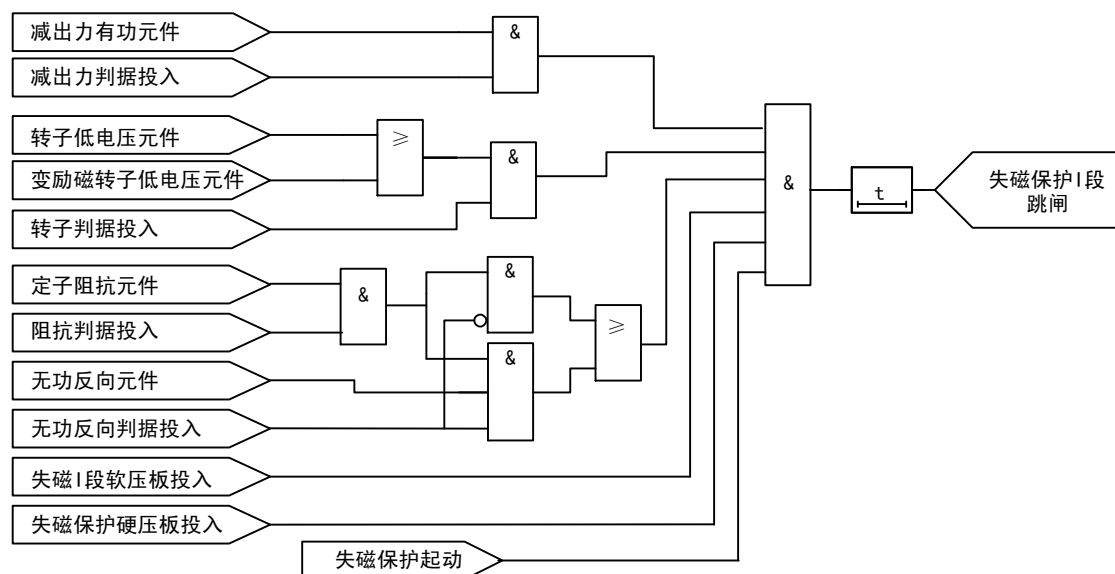 减出力有功元件
减出力判据投入
转子低电压元件
变励磁转子低电压元件
转子判据投入
定子阻抗元件
阻抗判据投入
无功反向元件
无功反向判据投入
失磁I段软压板投入
失磁保护硬压板投入
失磁保护起动
&
≥
&
&
&
&
≥
&
t
失磁保护I段
跳闸